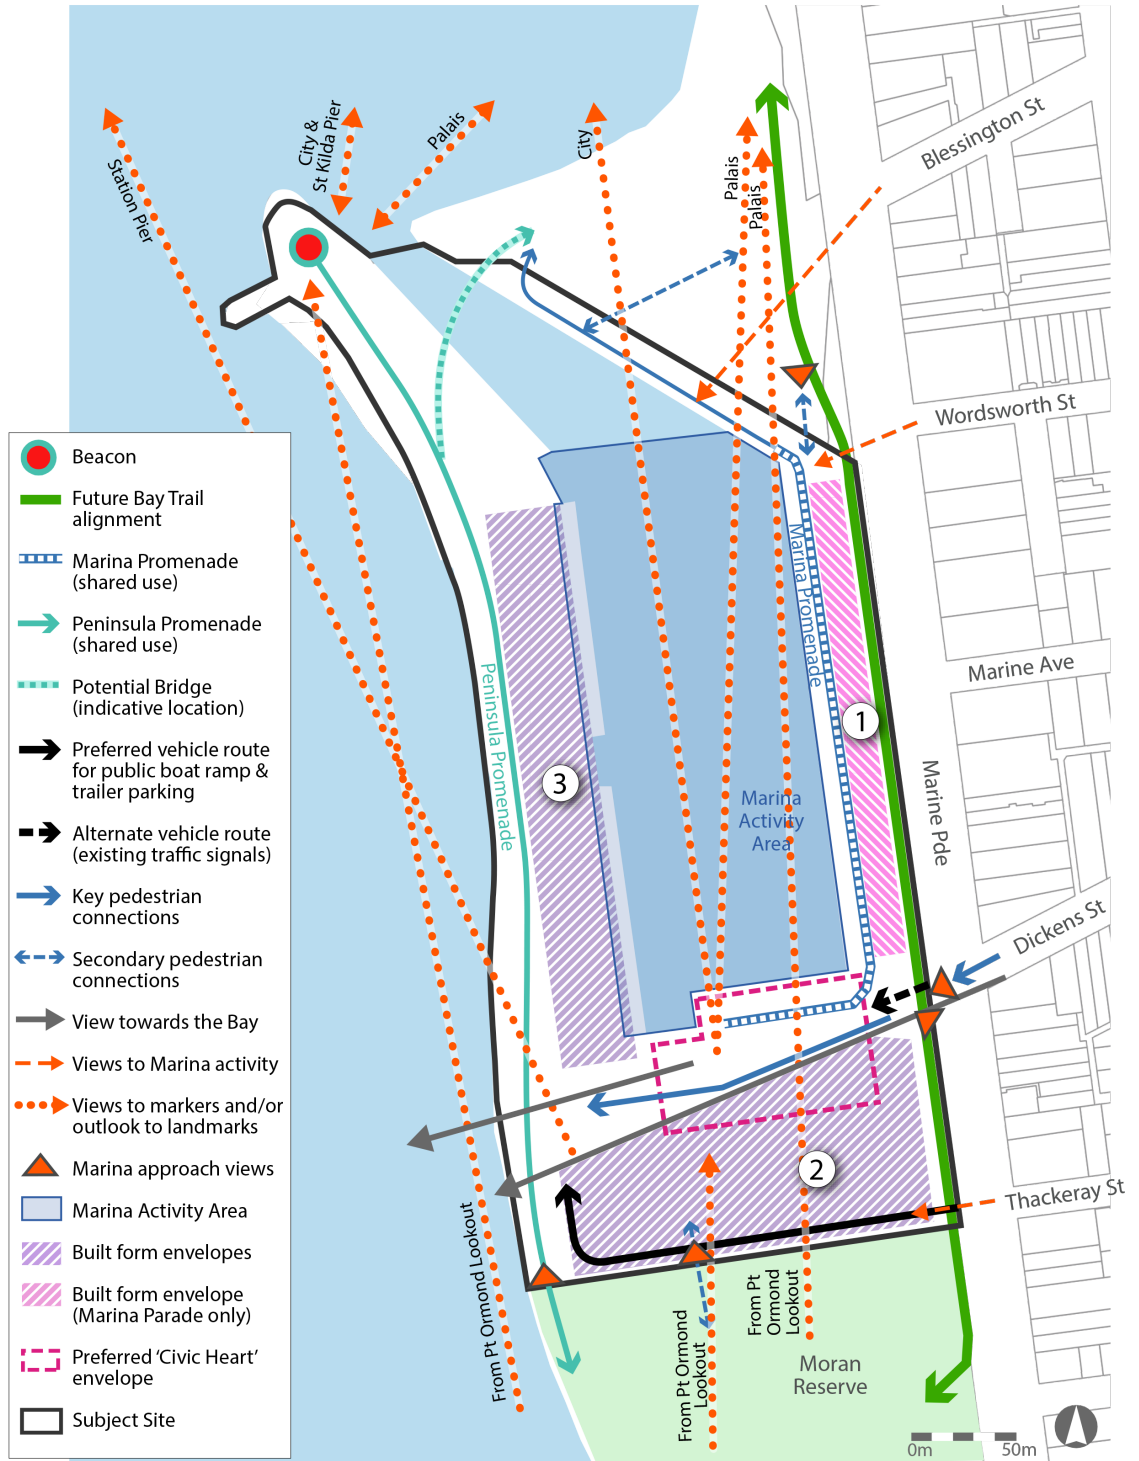 Station Pier
City &
St Kilda Pier
Palais
City
Palais
Palais
Blessington St
Wordsworth St
Marine Ave
Marine Pde
Dickens St
Thackeray St
Marina Promenade
Peninsula Promenade
Marina
Activity
Area
1
2
3
From Pt Ormond Lookout
From Pt Ormond
Lookout
From Pt
Ormond
Lookout
Moran
Reserve
0m 50m
Beacon
Future Bay Trail
alignment
Marina Promenade
(shared use)
Peninsula Promenade
(shared use)
Potential Bridge
(indicative location)
Preferred vehicle route
for public boat ramp &
trailer parking
Alternate vehicle route
(existing traffic signals)
Key pedestrian
connections
Secondary pedestrian
connections
View towards the Bay
Views to Marina activity
Views to markers and/or
outlook to landmarks
Marina approach views
Marina Activity Area
Built form envelopes
Built form envelope
(Marina Parade only)
Preferred ‘Civic Heart’
envelope
Subject Site